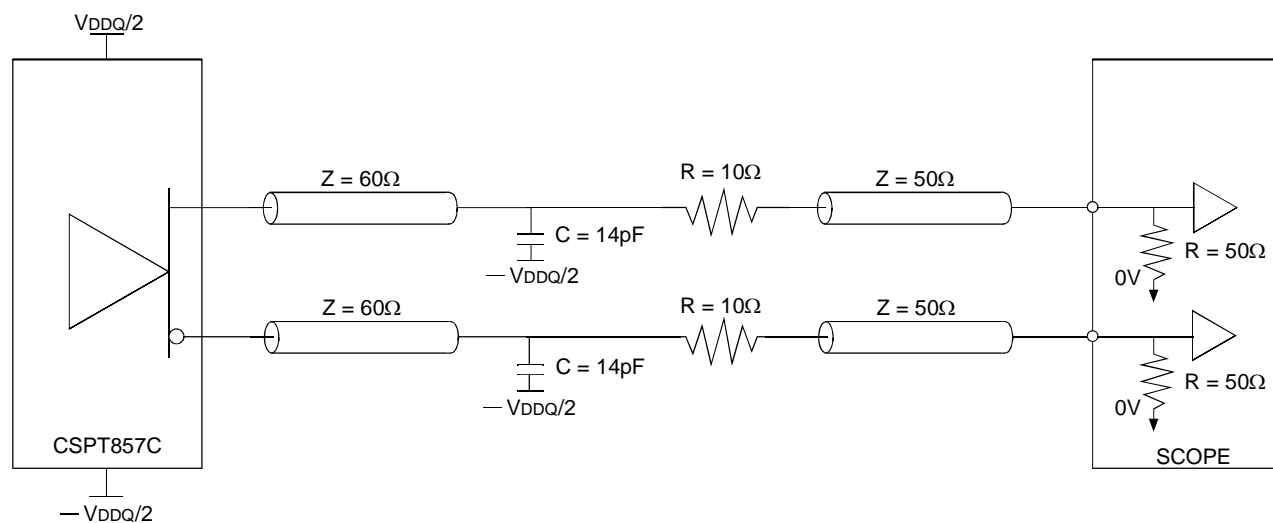 VDDQ/2
Z = 60Ω
R = 10Ω
Z = 50Ω
C = 14pF
— VDDQ/2
R = 50Ω
0V
Z = 60Ω
R = 10Ω
Z = 50Ω
C = 14pF
— VDDQ/2
R = 50Ω
0V
CSPT857C
SCOPE
— VDDQ/2